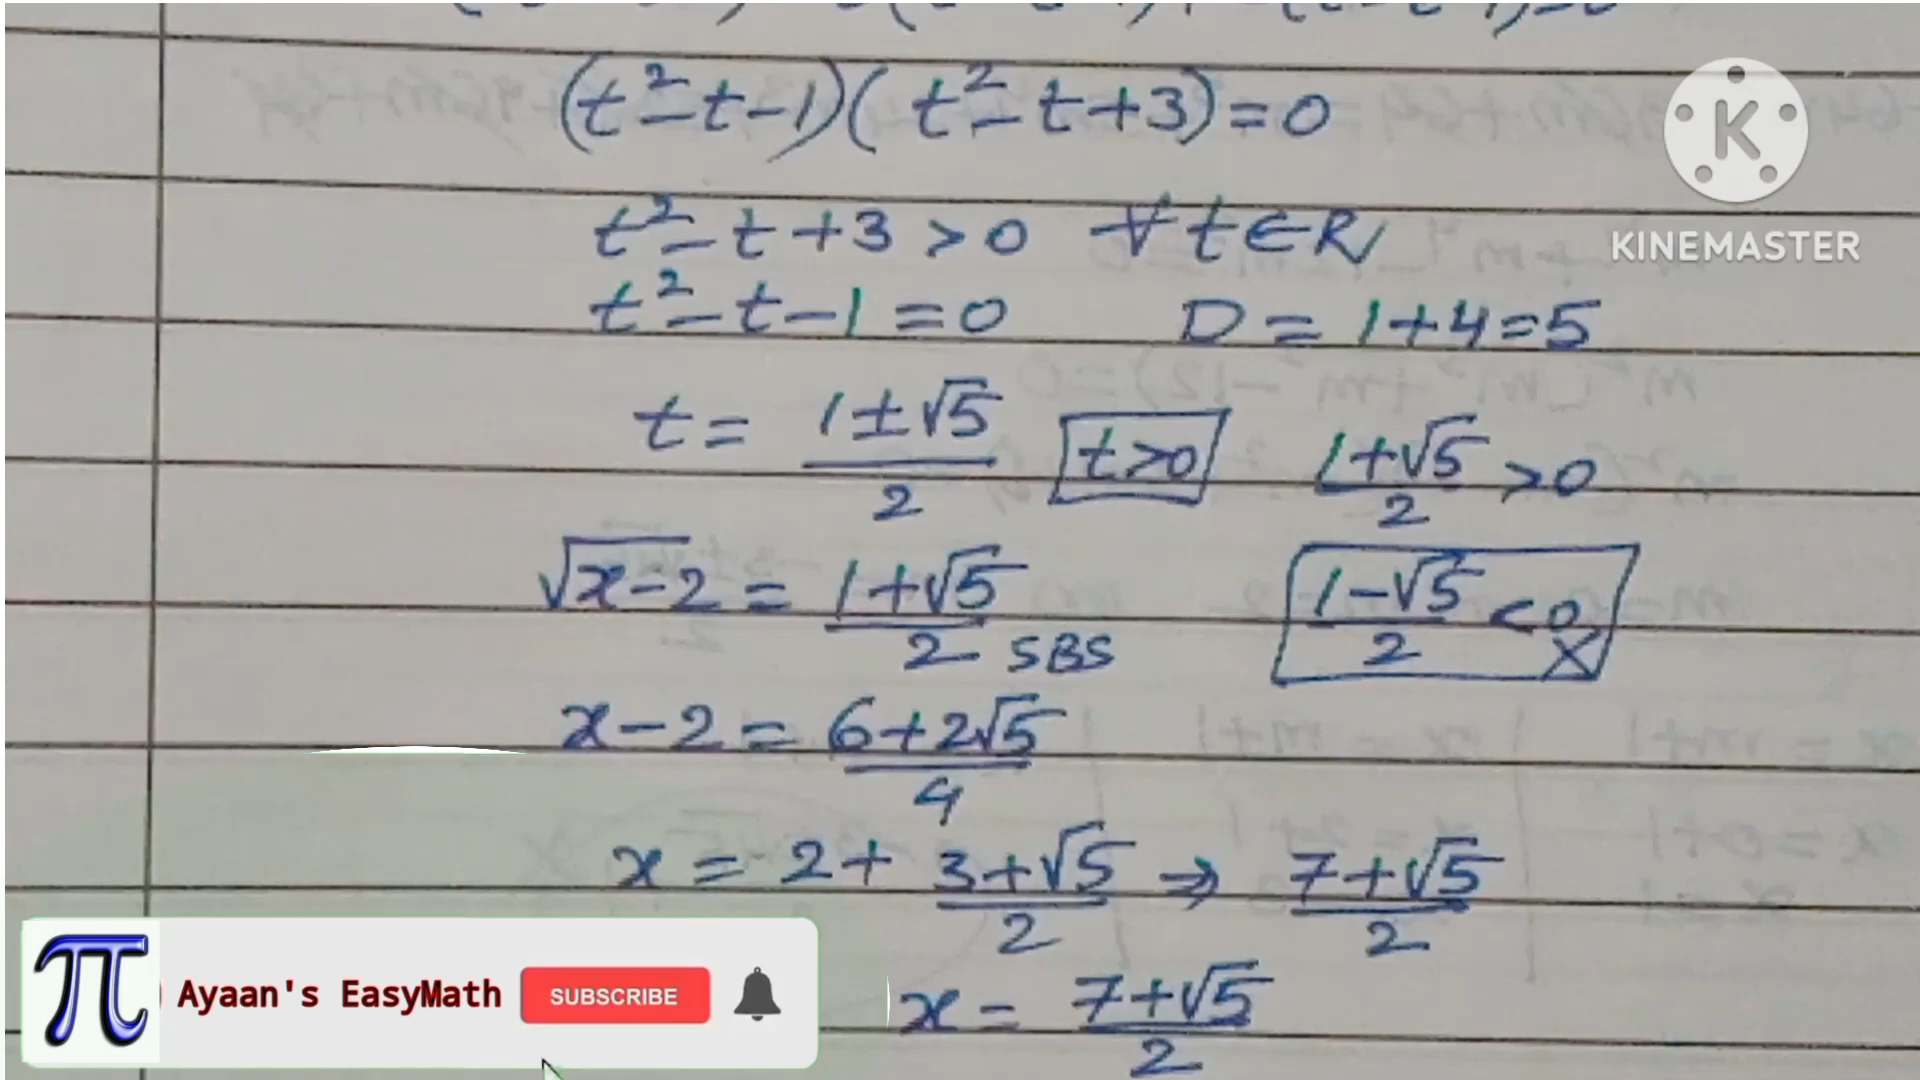 (t²-t-1)(t²-t+3)=0
t²-t+3>0 ∀t∈R
t²-t-1=0 D=1+4=5
t=(1±√5)/2 t>0 (1+√5)/2>0
√x-2=(1+√5)/2 SBS (1-√5)/2<0 X
x-2=(6+2√5)/4
x=2+(3+√5)/2 ⇒ (7+√5)/2
x=(7+√5)/2
K
KINEMASTER
π Ayaan's EasyMath SUBSCRIBE